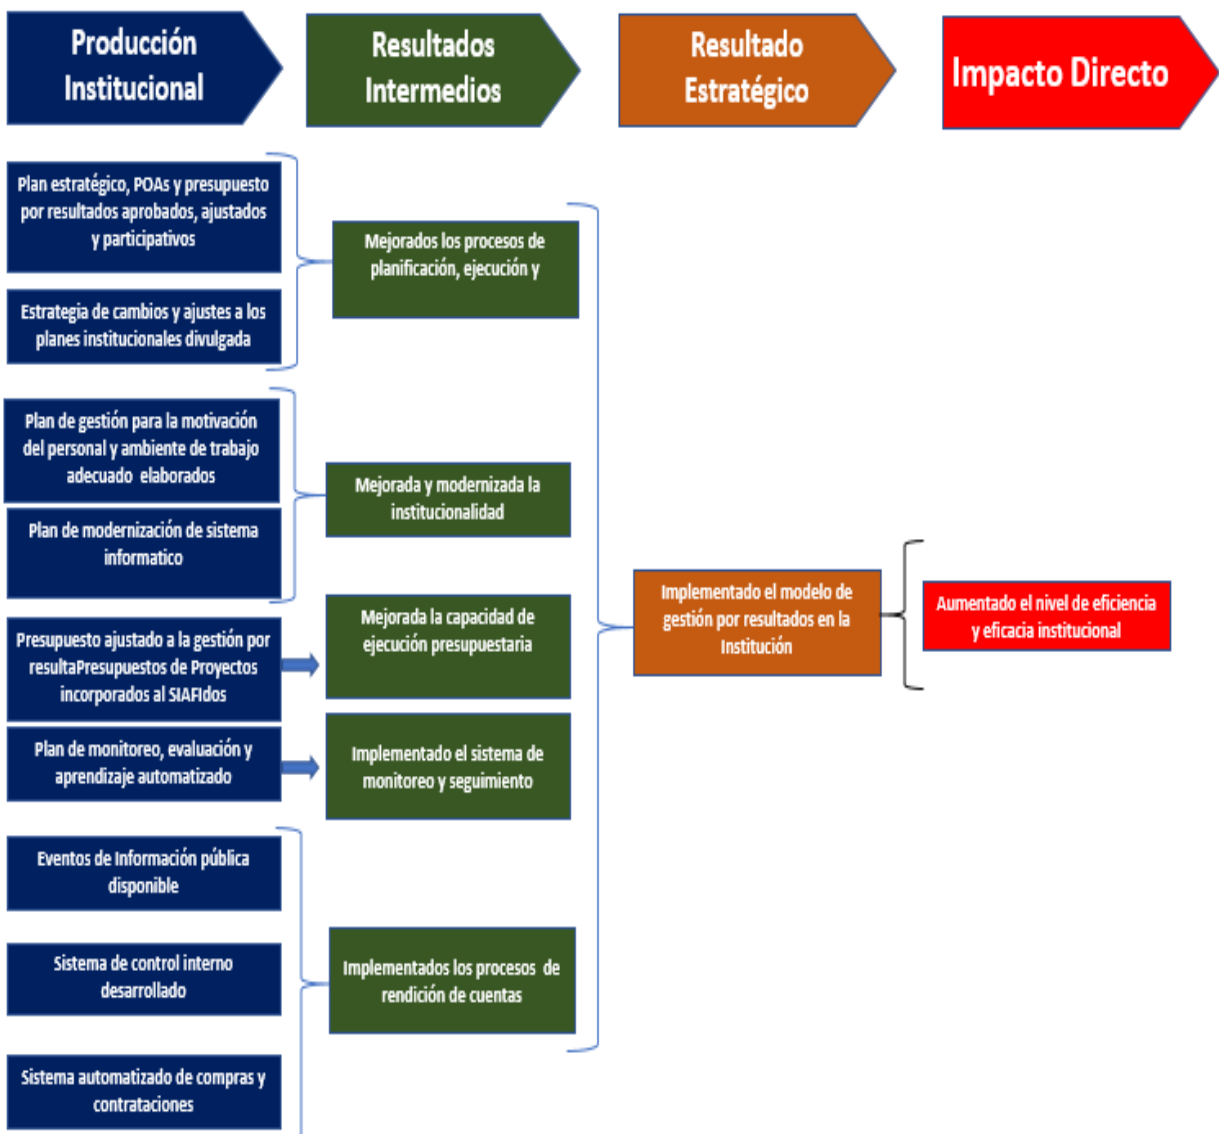 Producción
Institucional
Resultados
Intermedios
Resultado
Estratégico
Impacto Directo
Plan estratégico, POAs y presupuesto
por resultados aprobados, ajustados
y participativos
Estrategia de cambios y ajustes a los
planes institucionales divulgada
Mejorados los procesos de
planificación, ejecución y
Plan de gestión para la motivación
del personal y ambiente de trabajo
adecuado elaborados
Plan de modernización de sistema
informatico
Mejorada y modernizada la
institucionalidad
Presupuesto ajustado a la gestión por
resultaPresupuestos de Proyectos
incorporados al SIAFIdos
Mejorada la capacidad de
ejecución presupuestaria
Plan de monitoreo, evaluación y
aprendizaje automatizado
Implementado el sistema de
monitoreo y seguimiento
Eventos de Información pública
disponible
Sistema de control interno
desarrollado
Sistema automatizado de compras y
contrataciones
Implementados los procesos de
rendición de cuentas
Implementado el modelo de
gestión por resultados en la
Institución
Aumentado el nivel de eficiencia
y eficacia institucional